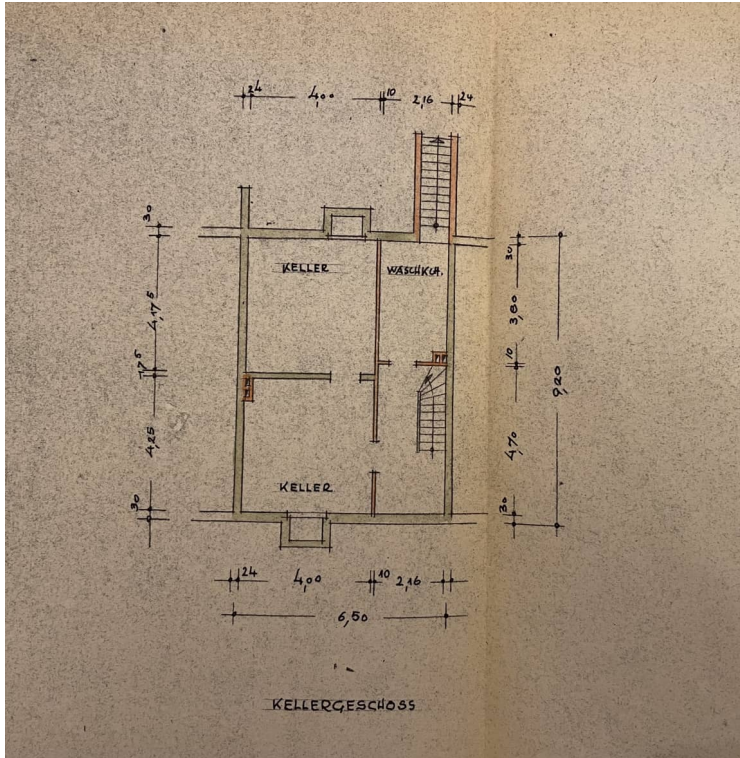 24 4,00 10 2,16 24
30
30
KELLER WASCHKÜ.
4,17⁵
3,80
17⁵
10
9,20
4,25
4,70
KELLER
30
30
24 4,00 10 2,16
6,50
KELLERGESCHOSS